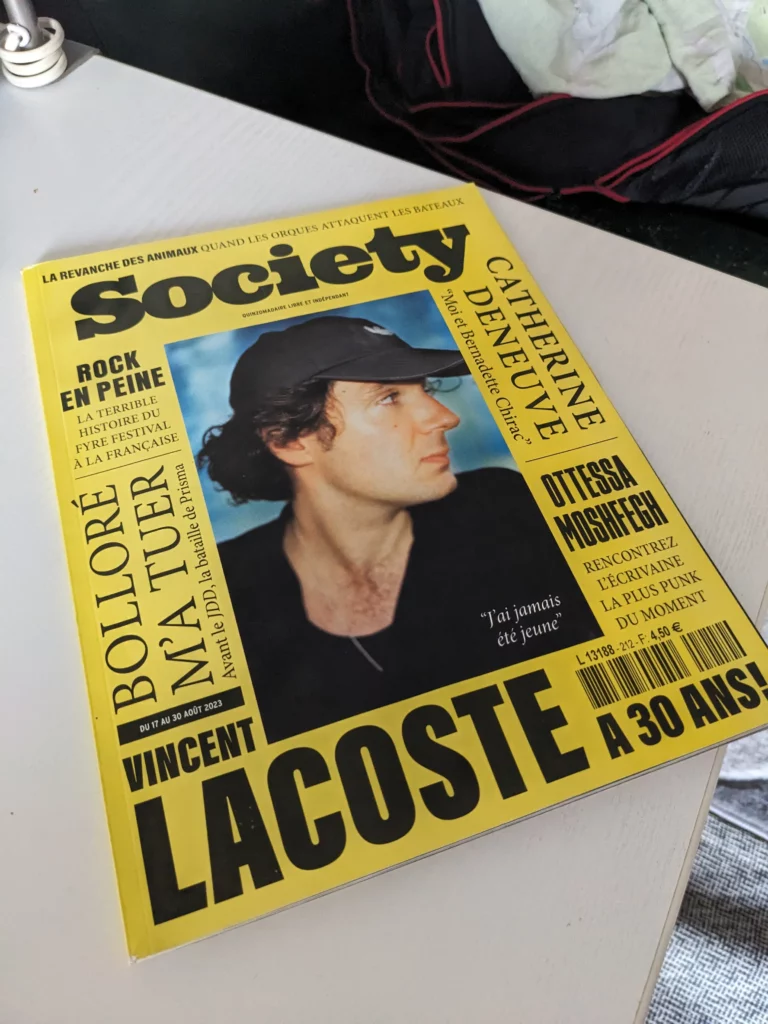 LA REVANCHE DES ANIMAUX QUAND LES ORQUES ATTAQUENT LES BATEAUX
Society
QUINZOMADAIRE LIBRE ET INDÉPENDANT
ROCK
EN PEINE
LA TERRIBLE
HISTOIRE DU
FYRE FESTIVAL
À LA FRANÇAISE
BOLLORÉ
M'A TUER
Avant le JDD, la bataille de Prisma
DU 17 AU 30 AOÛT 2023
CATHERINE
DENEUVE
“Moi et Bernadette Chirac”
OTTESSA
MOSHFEGH
RENCONTREZ
L'ÉCRIVAINE
LA PLUS PUNK
DU MOMENT
“J'ai jamais
été jeune”
L 13188 - 212 - F: 4,50 €
VINCENT
LACOSTE
A 30 ANS!